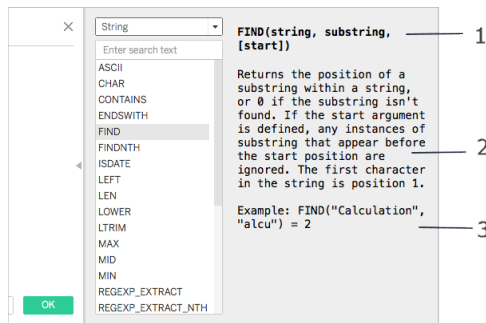 String
Enter search text
ASCII
CHAR
CONTAINS
ENDSWITH
FIND
FINDNTH
ISDATE
LEFT
LEN
LOWER
LTRIM
MAX
MID
MIN
REGEXP_EXTRACT
REGEXP_EXTRACT_NTH
OK
FIND(string, substring,
[start])
1
Returns the position of a
substring within a string,
or 0 if the substring isn't
found. If the start argument
is defined, any instances of
substring that appear before
the start position are
ignored. The first character
in the string is position 1.
2
Example: FIND("Calculation",
"alcu") = 2
3